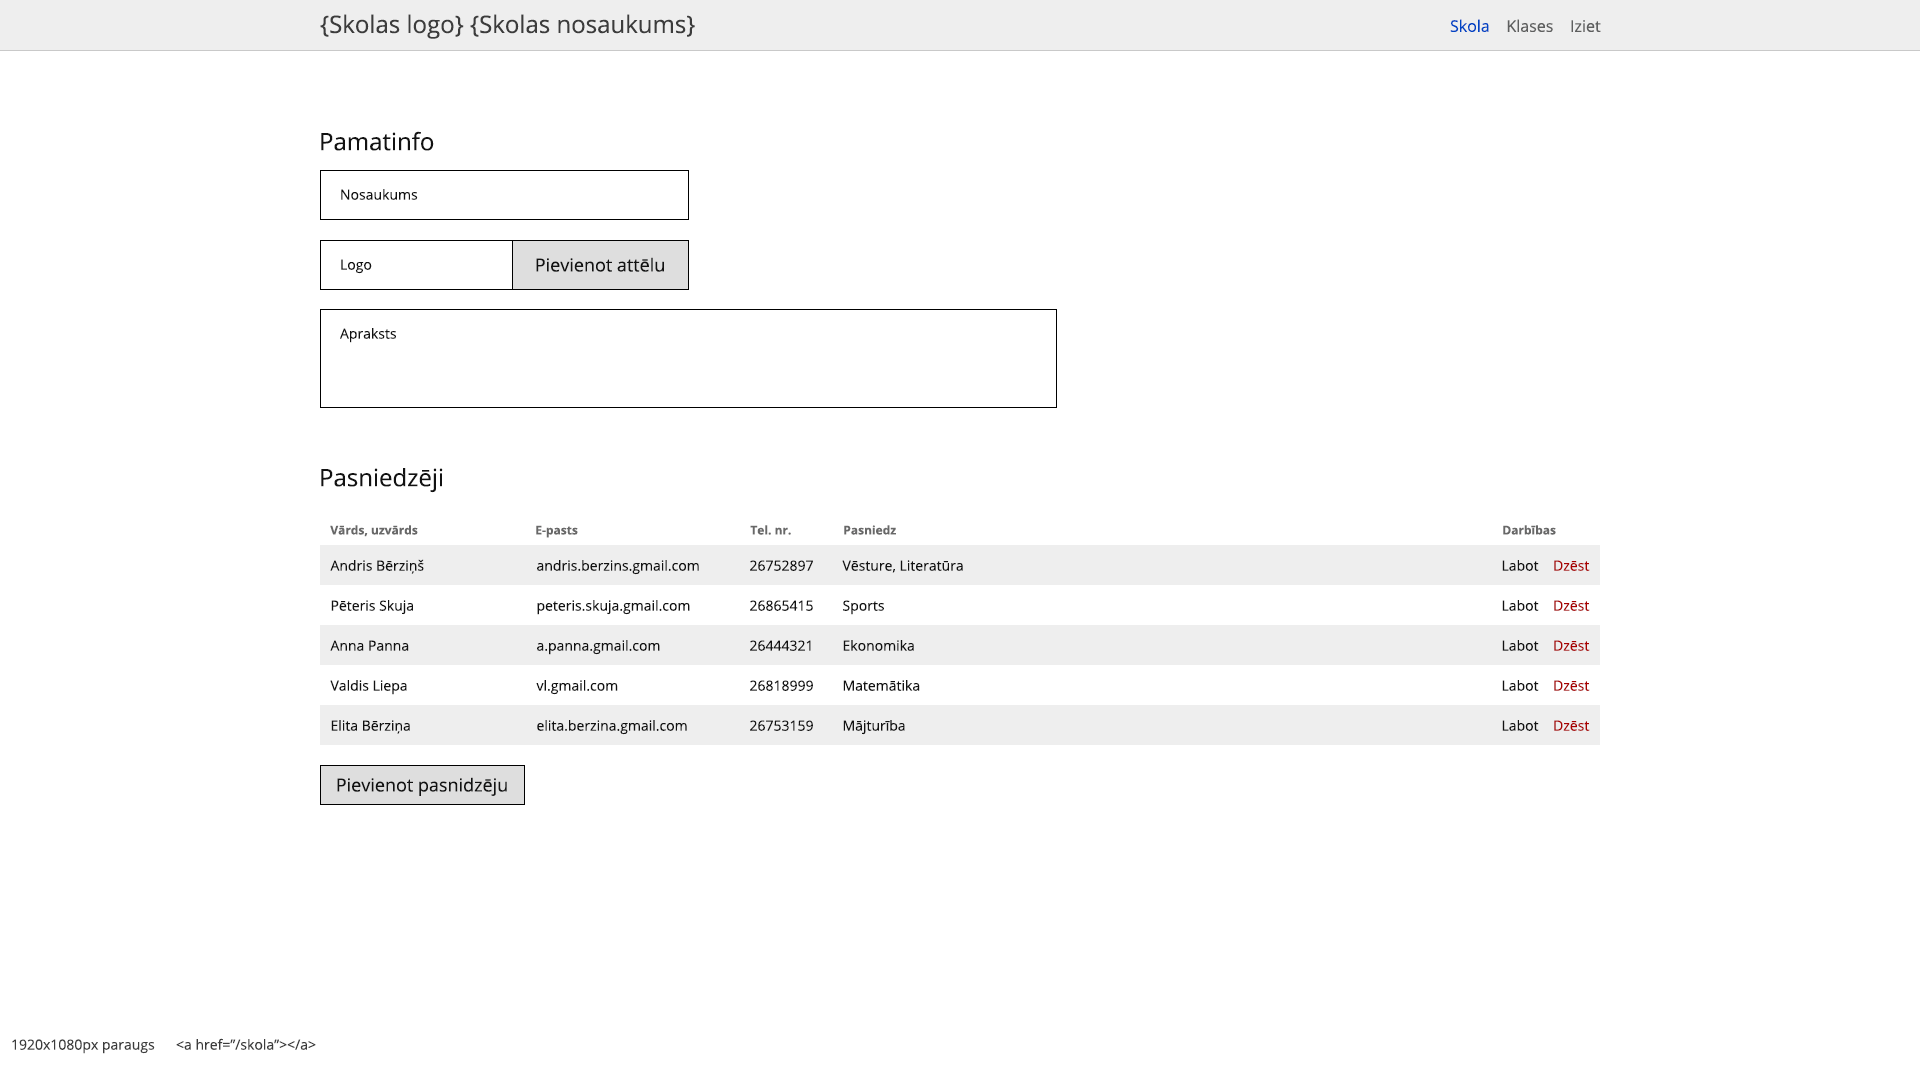 {Skolas logo} {Skolas nosaukums} Skola Klases Iziet
Pamatinfo
Nosaukums
Logo Pievienot attēlu
Apraksts
Pasniedzēji
Vārds, uzvārds E-pasts Tel. nr. Pasniedz Darbības
Andris Bērziņš andris.berzins.gmail.com 26752897 Vēsture, Literatūra Labot Dzēst
Pēteris Skuja peteris.skuja.gmail.com 26865415 Sports Labot Dzēst
Anna Panna a.panna.gmail.com 26444321 Ekonomika Labot Dzēst
Valdis Liepa vl.gmail.com 26818999 Matemātika Labot Dzēst
Elita Bērziņa elita.berzina.gmail.com 26753159 Mājturība Labot Dzēst
Pievienot pasnidzēju
1920x1080px paraugs <a href=”/skola”></a>